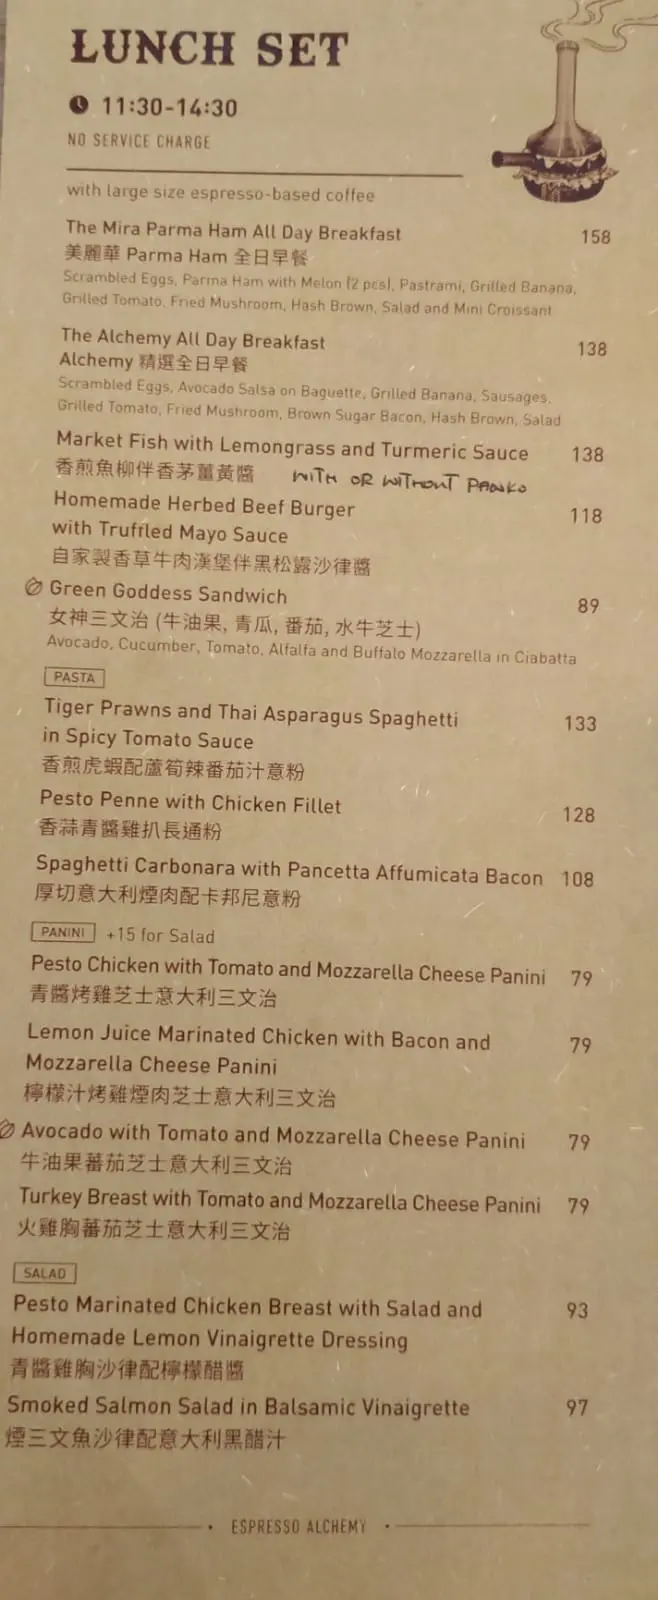 LUNCH SET
11:30-14:30
NO SERVICE CHARGE
with large size espresso-based coffee
The Mira Parma Ham All Day Breakfast 158
美麗華 Parma Ham 全日早餐
Scrambled Eggs, Parma Ham with Melon (2 pcs), Pastrami, Grilled Banana,
Grilled Tomato, Fried Mushroom, Hash Brown, Salad and Mini Croissant
The Alchemy All Day Breakfast 138
Alchemy 精選全日早餐
Scrambled Eggs, Avocado Salsa on Baguette, Grilled Banana, Sausages,
Grilled Tomato, Fried Mushroom, Brown Sugar Bacon, Hash Brown, Salad
Market Fish with Lemongrass and Turmeric Sauce 138
香煎魚柳伴香茅薑黃醬 WITH OR WITHOUT PANKO
Homemade Herbed Beef Burger 118
with Truffled Mayo Sauce
自家製香草牛肉漢堡伴黑松露沙律醬
Green Goddess Sandwich 89
女神三文治 (牛油果, 青瓜, 番茄, 水牛芝士)
Avocado, Cucumber, Tomato, Alfalfa and Buffalo Mozzarella in Ciabatta
PASTA
Tiger Prawns and Thai Asparagus Spaghetti 133
in Spicy Tomato Sauce
香煎虎蝦配蘆筍辣番茄汁意粉
Pesto Penne with Chicken Fillet 128
香蒜青醬雞扒長通粉
Spaghetti Carbonara with Pancetta Affumicata Bacon 108
厚切意大利煙肉配卡邦尼意粉
PANINI +15 for Salad
Pesto Chicken with Tomato and Mozzarella Cheese Panini 79
青醬烤雞芝士意大利三文治
Lemon Juice Marinated Chicken with Bacon and 79
Mozzarella Cheese Panini
檸檬汁烤雞煙肉芝士意大利三文治
Avocado with Tomato and Mozzarella Cheese Panini 79
牛油果蕃茄芝士意大利三文治
Turkey Breast with Tomato and Mozzarella Cheese Panini 79
火雞胸蕃茄芝士意大利三文治
SALAD
Pesto Marinated Chicken Breast with Salad and 93
Homemade Lemon Vinaigrette Dressing
青醬雞胸沙律配檸檬醋醬
Smoked Salmon Salad in Balsamic Vinaigrette 97
煙三文魚沙律配意大利黑醋汁
ESPRESSO ALCHEMY